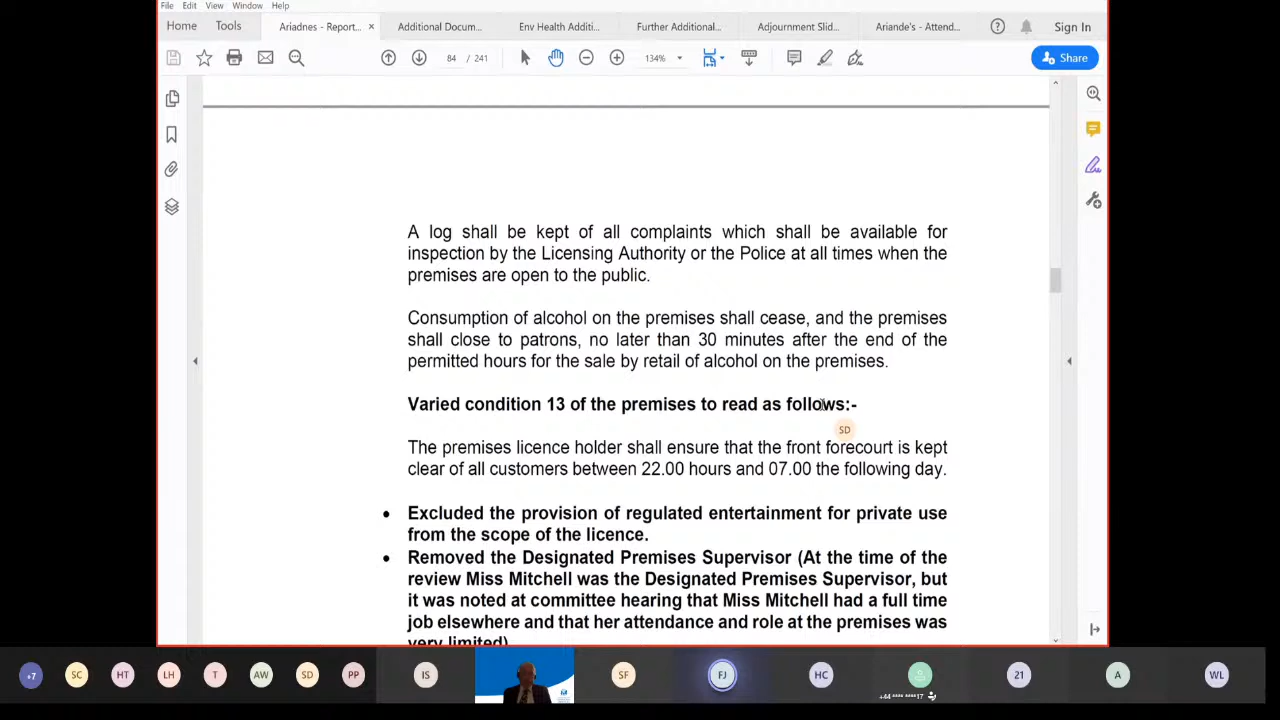 File Edit View Window Help
Home Tools Ariadnes - Report... × Additional Docum... Env Health Additi... Further Additional... Adjournment Slid... Ariande's - Attend... Sign In
84 / 241 134% Share
A log shall be kept of all complaints which shall be available for
inspection by the Licensing Authority or the Police at all times when the
premises are open to the public.
Consumption of alcohol on the premises shall cease, and the premises
shall close to patrons, no later than 30 minutes after the end of the
permitted hours for the sale by retail of alcohol on the premises.
Varied condition 13 of the premises to read as follows:-
SD
The premises licence holder shall ensure that the front forecourt is kept
clear of all customers between 22.00 hours and 07.00 the following day.
• Excluded the provision of regulated entertainment for private use
from the scope of the licence.
• Removed the Designated Premises Supervisor (At the time of the
review Miss Mitchell was the Designated Premises Supervisor, but
it was noted at committee hearing that Miss Mitchell had a full time
job elsewhere and that her attendance and role at the premises was
very limited)
+7 SC HT LH T AW SD PP IS SF FJ HC 21 A WL
+44 **** ****17